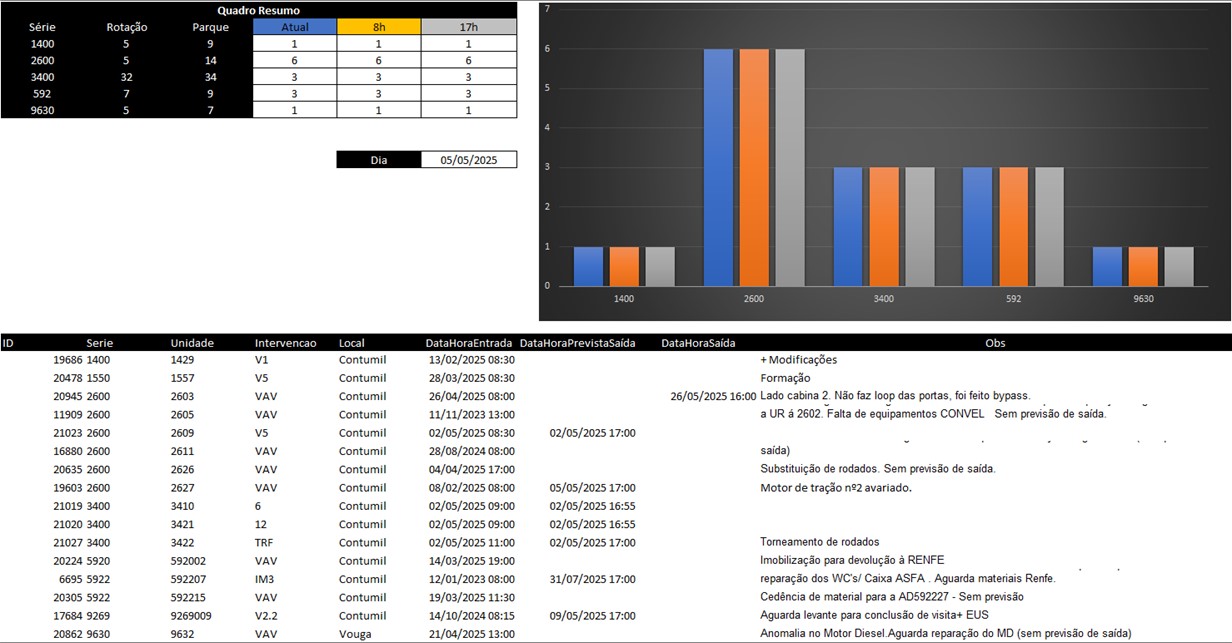 Quadro Resumo
Série Rotação Parque Atual 8h 17h
1400 5 9 1 1 1
2600 5 14 6 6 6
3400 32 34 3 3 3
592 7 9 3 3 3
9630 5 7 1 1 1
Dia 05/05/2025
7
6
5
4
3
2
1
0
1400 2600 3400 592 9630
ID Serie Unidade Intervencao Local DataHoraEntrada DataHoraPrevistaSaída DataHoraSaída Obs
19686 1400 1429 V1 Contumil 13/02/2025 08:30 + Modificações
20478 1550 1557 V5 Contumil 28/03/2025 08:30 Formação
20945 2600 2603 VAV Contumil 26/04/2025 08:00 26/05/2025 16:00 Lado cabina 2. Não faz loop das portas, foi feito bypass.
11909 2600 2605 VAV Contumil 11/11/2023 13:00 a UR á 2602. Falta de equipamentos CONVEL Sem previsão de saída.
21023 2600 2609 V5 Contumil 02/05/2025 08:30 02/05/2025 17:00
16880 2600 2611 VAV Contumil 28/08/2024 08:00 saída)
20635 2600 2626 VAV Contumil 04/04/2025 17:00 Substituição de rodados. Sem previsão de saída.
19603 2600 2627 VAV Contumil 08/02/2025 08:00 05/05/2025 17:00 Motor de tração nº2 avariado.
21019 3400 3410 6 Contumil 02/05/2025 09:00 02/05/2025 16:55
21020 3400 3421 12 Contumil 02/05/2025 09:00 02/05/2025 16:55
21027 3400 3422 TRF Contumil 02/05/2025 11:00 02/05/2025 17:00 Torneamento de rodados
20224 5920 592002 VAV Contumil 14/03/2025 19:00 Imobilização para devolução à RENFE
6695 5922 592207 IM3 Contumil 12/01/2023 08:00 31/07/2025 17:00 reparação dos WC's/ Caixa ASFA . Aguarda materiais Renfe.
20305 5922 592215 VAV Contumil 19/03/2025 11:30 Cedência de material para a AD592227 - Sem previsão
17684 9269 9269009 V2.2 Contumil 14/10/2024 08:15 09/05/2025 17:00 Aguarda levante para conclusão de visita+ EUS
20862 9630 9632 VAV Vouga 21/04/2025 13:00 Anomalia no Motor Diesel.Aguarda reparação do MD (sem previsão de saída)